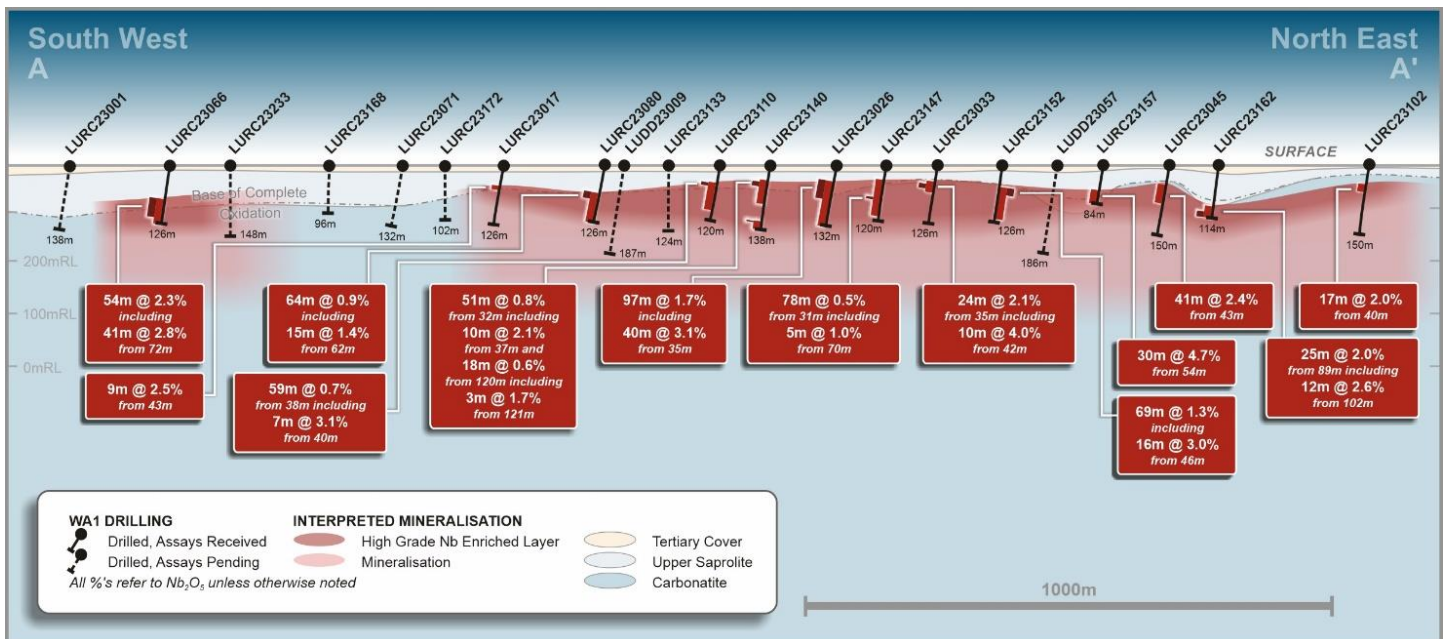 South West
A
North East
A'
LURC23001
LURC23066
LURC23233
LURC23168
LURC23071
LURC23172
LURC23017
LURC23080
LUDD23009
LURC23133
LURC23110
LURC23140
LURC23026
LURC23147
LURC23033
LURC23152
LUDD23057
LURC23157
LURC23045
LURC23162
LURC23102
SURFACE
Base of Complete
Oxidation
138m
126m
148m
96m
132m
102m
126m
126m
187m
124m
120m
138m
132m
120m
126m
126m
186m
84m
150m
114m
150m
200mRL
100mRL
0mRL
54m @ 2.3%
including
41m @ 2.8%
from 72m
9m @ 2.5%
from 43m
64m @ 0.9%
including
15m @ 1.4%
from 62m
59m @ 0.7%
from 38m including
7m @ 3.1%
from 40m
51m @ 0.8%
from 32m including
10m @ 2.1%
from 37m and
18m @ 0.6%
from 120m including
3m @ 1.7%
from 121m
97m @ 1.7%
including
40m @ 3.1%
from 35m
78m @ 0.5%
from 31m including
5m @ 1.0%
from 70m
24m @ 2.1%
from 35m including
10m @ 4.0%
from 42m
30m @ 4.7%
from 54m
69m @ 1.3%
including
16m @ 3.0%
from 46m
41m @ 2.4%
from 43m
25m @ 2.0%
from 89m including
12m @ 2.6%
from 102m
17m @ 2.0%
from 40m
WA1 DRILLING
Drilled, Assays Received
Drilled, Assays Pending
All %'s refer to Nb₂O₅ unless otherwise noted
INTERPRETED MINERALISATION
High Grade Nb Enriched Layer
Mineralisation
Tertiary Cover
Upper Saprolite
Carbonatite
1000m